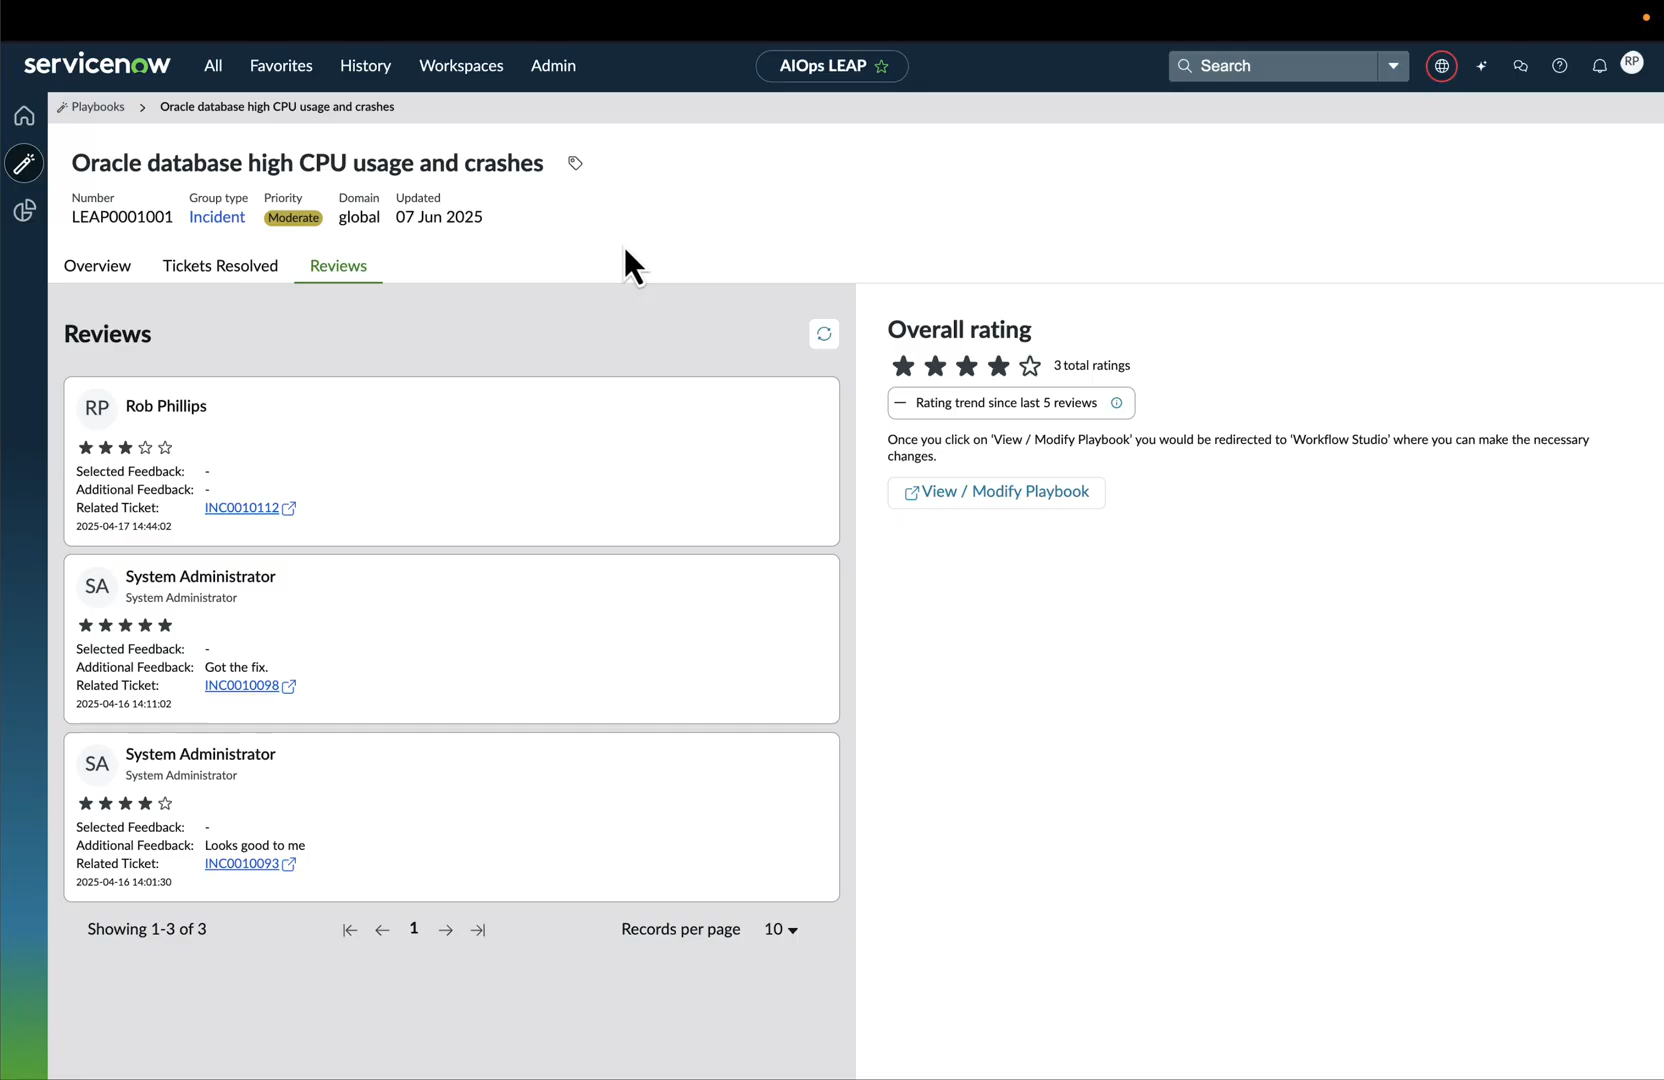 servicenow All Favorites History Workspaces Admin AIOps LEAP Search RP
Playbooks Oracle database high CPU usage and crashes
Oracle database high CPU usage and crashes
Number Group type Priority Domain Updated
LEAP0001001 Incident Moderate global 07 Jun 2025
Overview Tickets Resolved Reviews
Reviews
RP Rob Phillips
Selected Feedback: -
Additional Feedback: -
Related Ticket: INC0010112
2025-04-17 14:44:02
SA System Administrator
System Administrator
Selected Feedback: -
Additional Feedback: Got the fix.
Related Ticket: INC0010098
2025-04-16 14:11:02
SA System Administrator
System Administrator
Selected Feedback: -
Additional Feedback: Looks good to me
Related Ticket: INC0010093
2025-04-16 14:01:30
Showing 1-3 of 3 1 Records per page 10
Overall rating
3 total ratings
Rating trend since last 5 reviews
Once you click on 'View / Modify Playbook' you would be redirected to 'Workflow Studio' where you can make the necessary
changes.
View / Modify Playbook